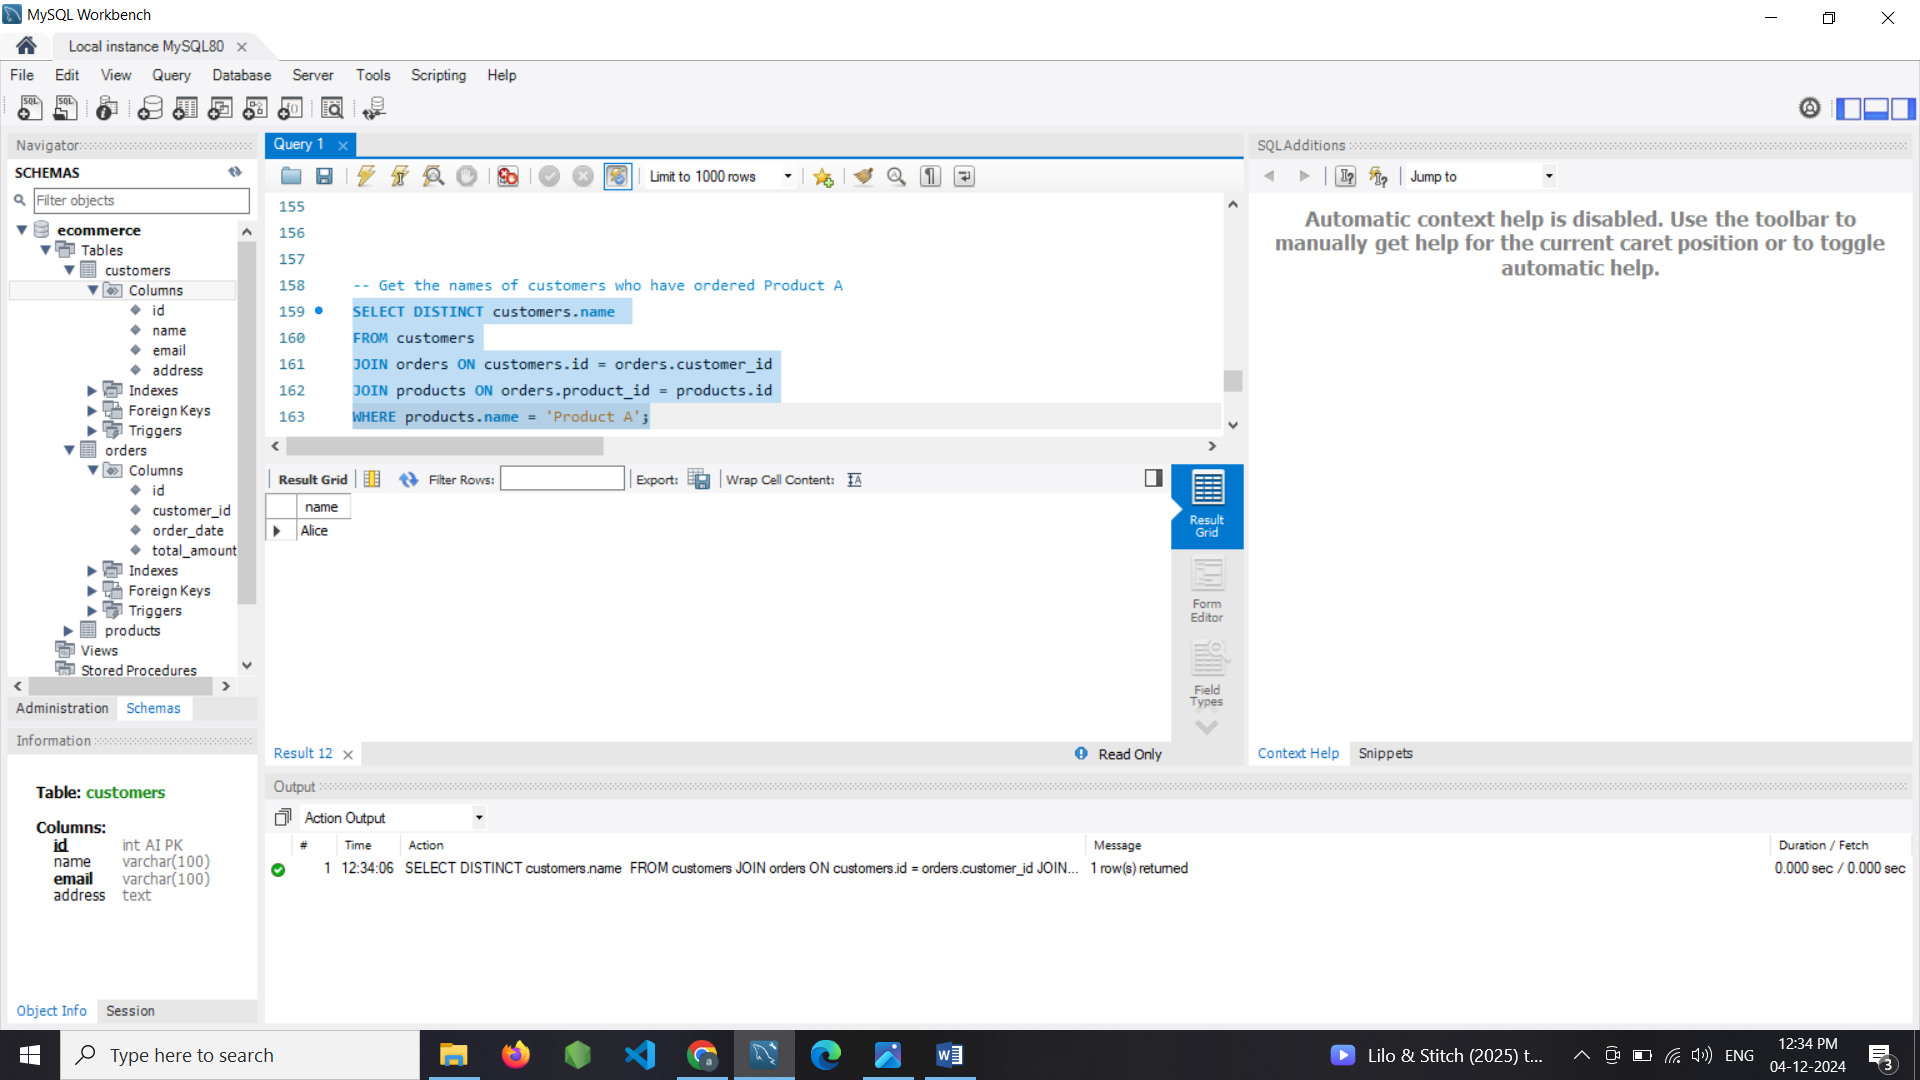 MySQL Workbench
Local instance MySQL80
File Edit View Query Database Server Tools Scripting Help
Navigator
SCHEMAS
Filter objects
ecommerce
Tables
customers
Columns
id
name
email
address
Indexes
Foreign Keys
Triggers
orders
Columns
id
customer_id
order_date
total_amount
Indexes
Foreign Keys
Triggers
products
Views
Stored Procedures
Administration Schemas
Information
Table: customers
Columns:
id int AI PK
name varchar(100)
email varchar(100)
address text
Object Info Session
Query 1
Limit to 1000 rows
155
156
157
158 -- Get the names of customers who have ordered Product A
159 SELECT DISTINCT customers.name
160 FROM customers
161 JOIN orders ON customers.id = orders.customer_id
162 JOIN products ON orders.product_id = products.id
163 WHERE products.name = 'Product A';
Result Grid Filter Rows: Export: Wrap Cell Content:
name
Alice
Result
Grid
Form
Editor
Field
Types
Result 12 Read Only
SQLAdditions
Jump to
Automatic context help is disabled. Use the toolbar to
manually get help for the current caret position or to toggle
automatic help.
Context Help Snippets
Output
Action Output
# Time Action Message Duration / Fetch
1 12:34:06 SELECT DISTINCT customers.name FROM customers JOIN orders ON customers.id = orders.customer_id JOIN... 1 row(s) returned 0.000 sec / 0.000 sec
Type here to search
Lilo & Stitch (2025) t...
ENG
12:34 PM
04-12-2024
3